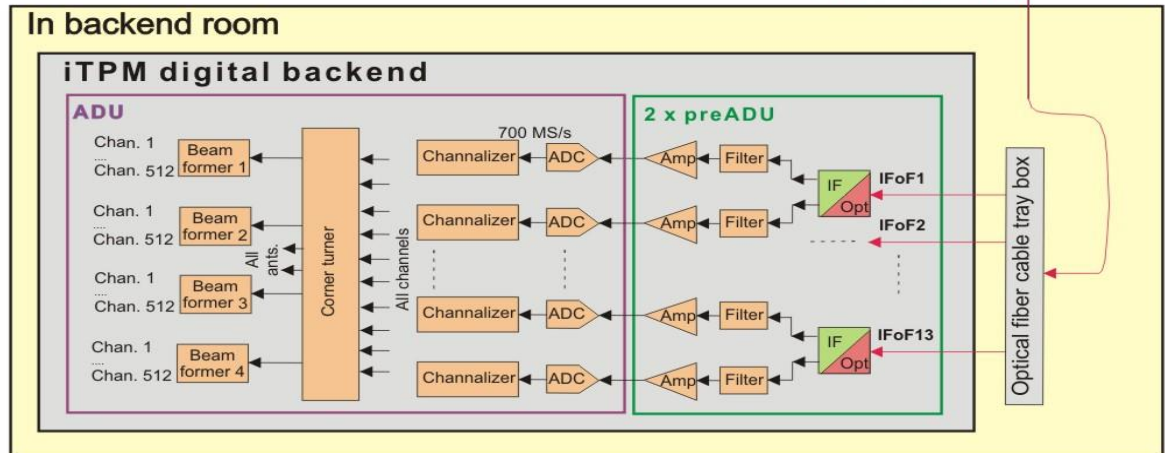 In backend room
iTPM digital backend
ADU
2 x preADU
Chan. 1
....
Chan. 512
Beam
former 1
Chan. 1
....
Chan. 512
Beam
former 2
Chan. 1
....
Chan. 512
Beam
former 3
Chan. 1
....
Chan. 512
Beam
former 4
All
ants.
Corner turner
All channels
700 MS/s
Channalizer
ADC
Amp
Filter
IF
Opt
IFoF1
Channalizer
ADC
Amp
Filter
IFoF2
Channalizer
ADC
Amp
Filter
IF
Opt
IFoF13
Channalizer
ADC
Amp
Filter
Optical fiber cable tray box